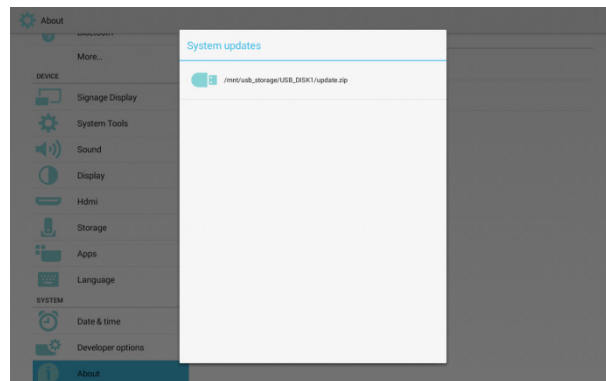 About
Bluetooth
More...
DEVICE
Signage Display
System Tools
Sound
Display
Hdmi
Storage
Apps
Language
SYSTEM
Date & time
Developer options
About
System updates
/mnt/usb_storage/USB_DISK1/update.zip